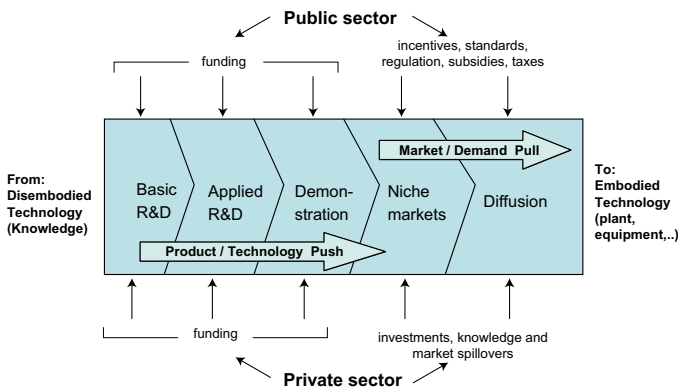 Public sector
funding
incentives, standards,
regulation, subsidies, taxes
Market / Demand Pull
From:
Disembodied
Technology
(Knowledge)
Basic
R&D
Applied
R&D
Demon-
stration
Niche
markets
Diffusion
To:
Embodied
Technology
(plant,
equipment,..)
Product / Technology Push
funding
investments, knowledge and
market spillovers
Private sector